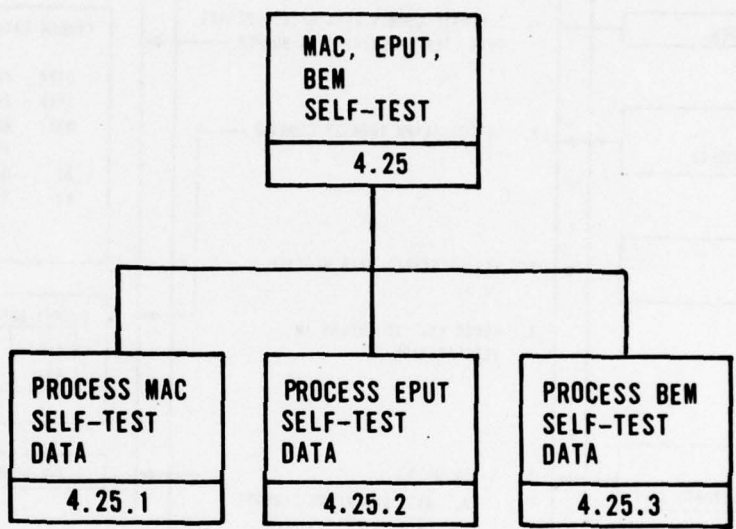 MAC, EPUT,
BEM
SELF-TEST
4.25
PROCESS MAC
SELF-TEST
DATA
4.25.1
PROCESS EPUT
SELF-TEST
DATA
4.25.2
PROCESS BEM
SELF-TEST
DATA
4.25.3